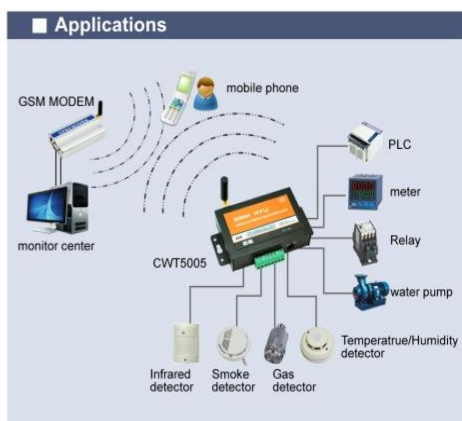 Applications
GSM MODEM
mobile phone
PLC
meter
monitor center
CWT5005
Relay
water pump
Infrared
detector
Smoke
detector
Gas
detector
Temperatrue/Humidity
detector